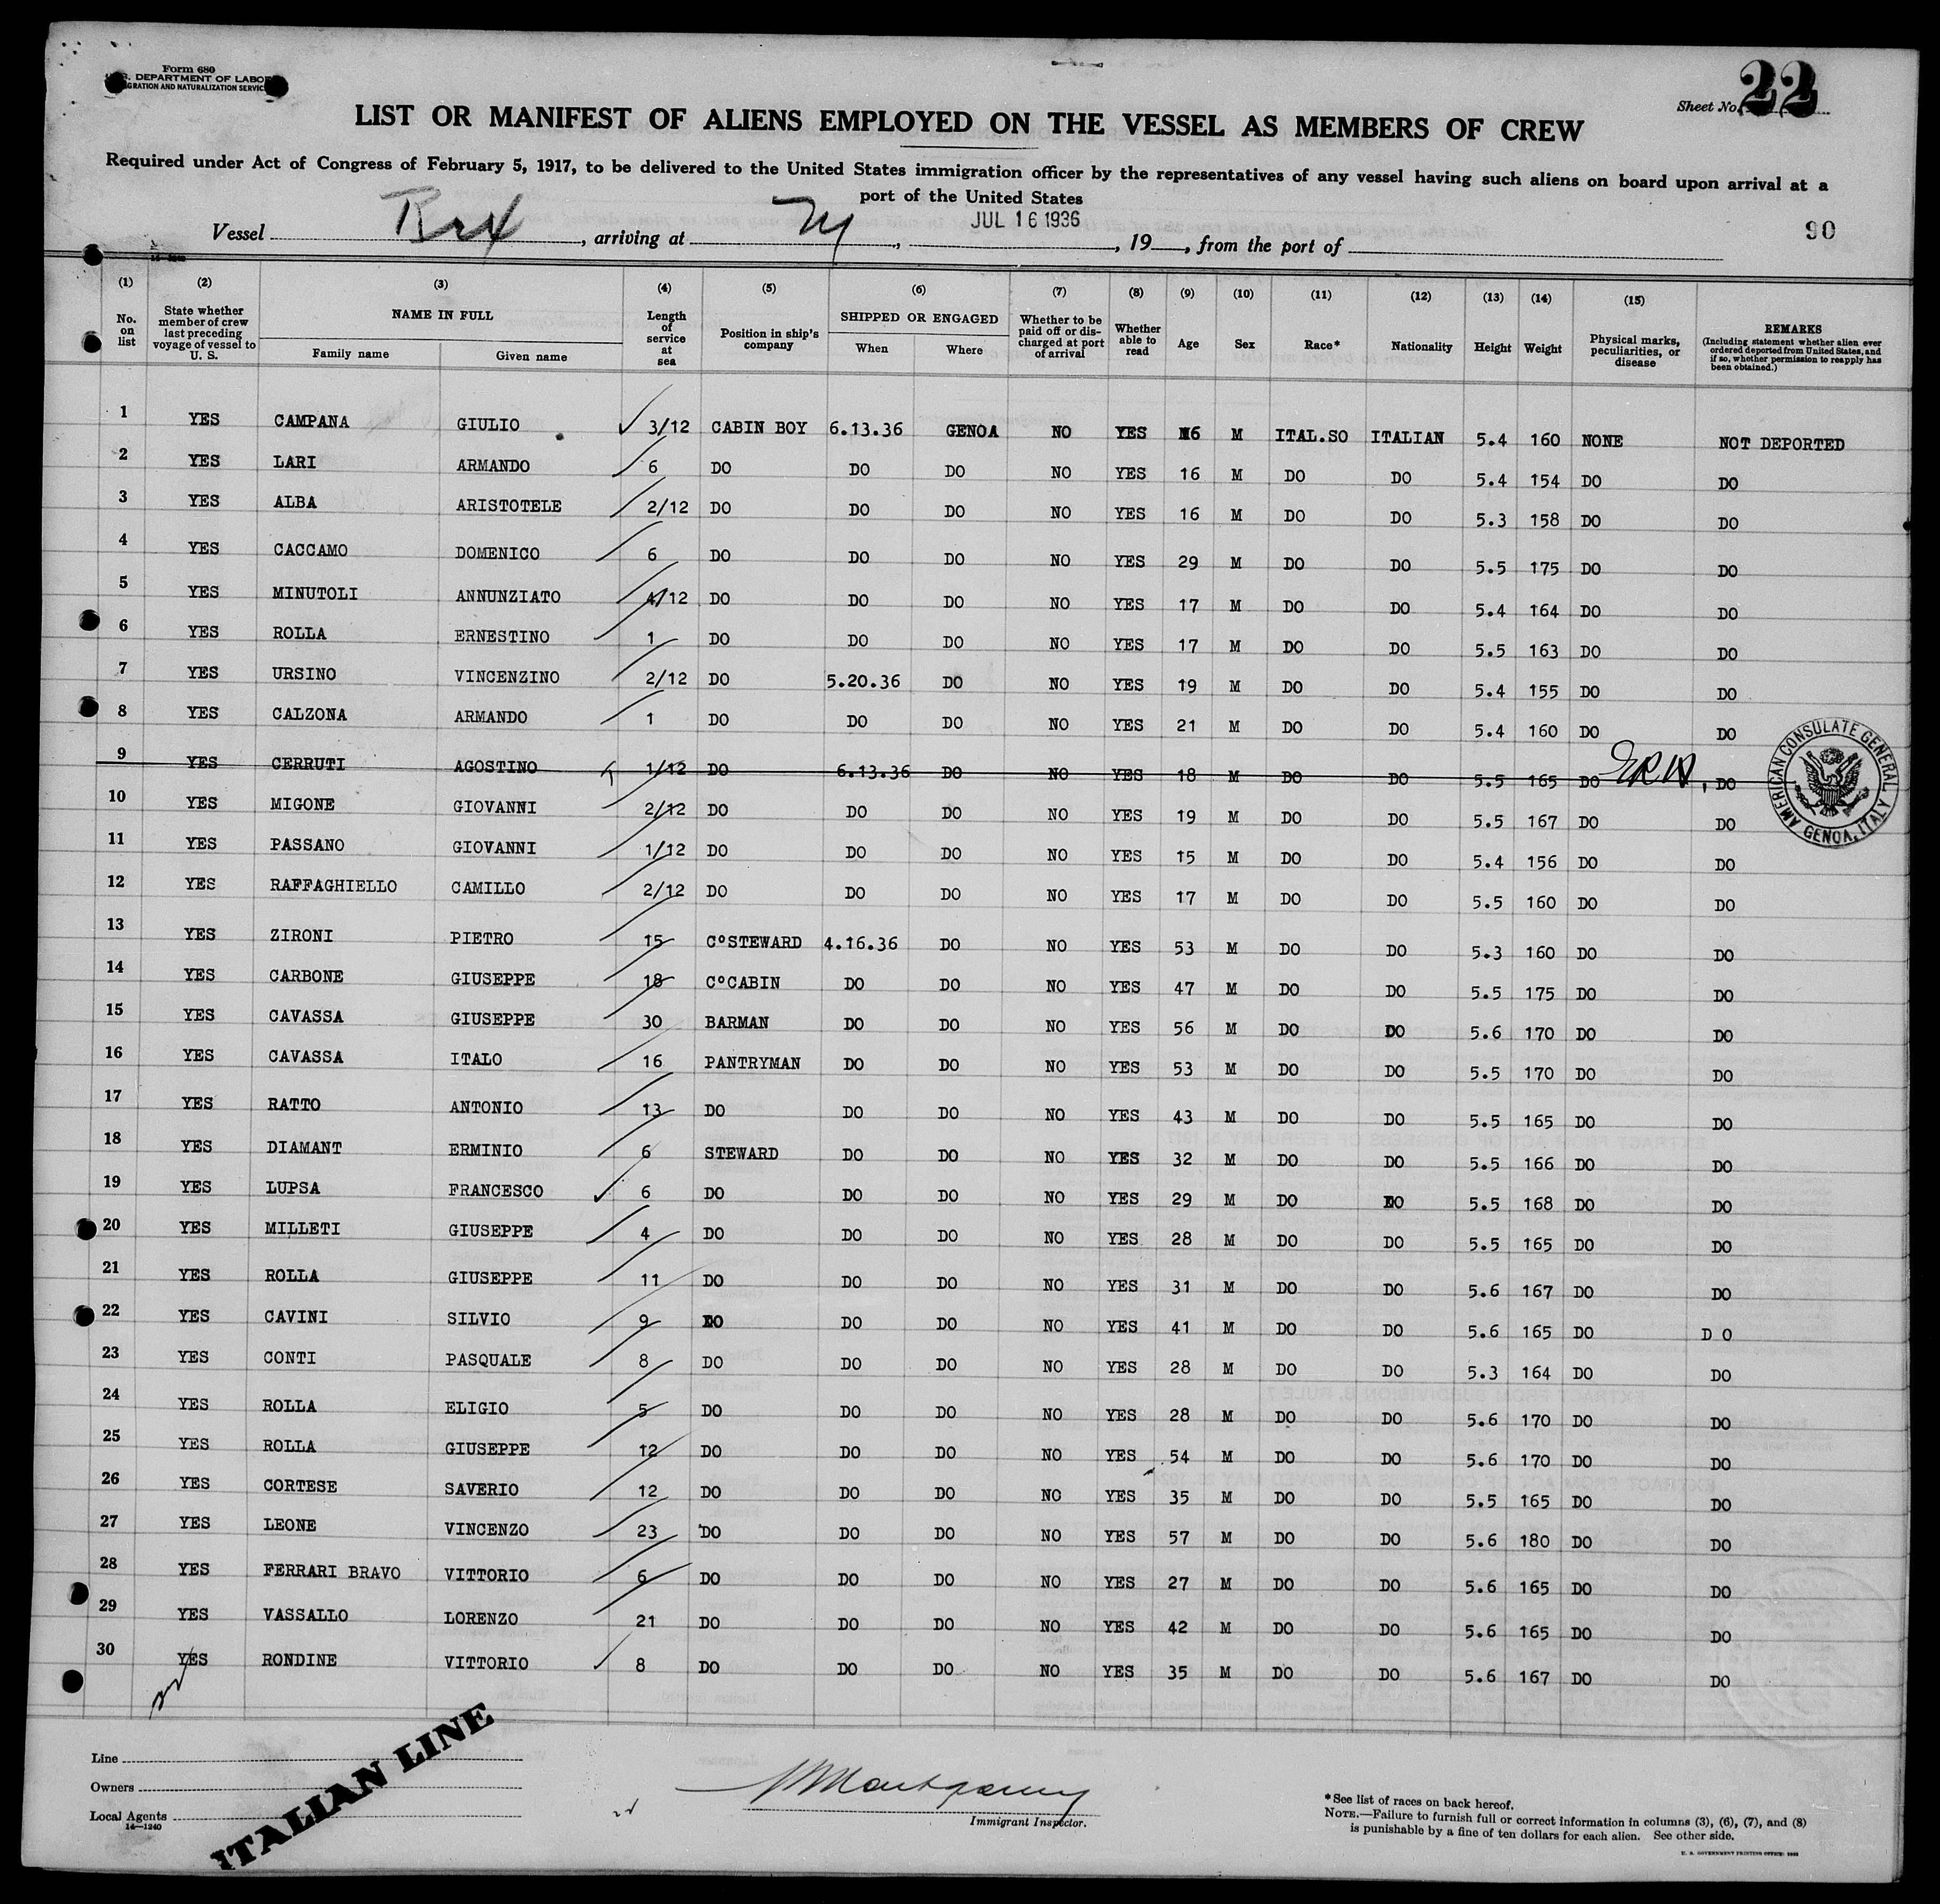 Form 680
U.S. DEPARTMENT OF LABOR
IMMIGRATION AND NATURALIZATION SERVICE
Sheet No. 22
LIST OR MANIFEST OF ALIENS EMPLOYED ON THE VESSEL AS MEMBERS OF CREW
Required under Act of Congress of February 5, 1917, to be delivered to the United States immigration officer by the representatives of any vessel having such aliens on board upon arrival at a
port of the United States
Vessel Rex, arriving at NY, JUL 16 1936, 19 , from the port of
90
(1) (2) (3) (4) (5) (6) (7) (8) (9) (10) (11) (12) (13) (14) (15)
No. on list State whether member of crew last preceding voyage of vessel to U. S. NAME IN FULL Family name Given name Length of service at sea Position in ship's company SHIPPED OR ENGAGED When Where Whether to be paid off or discharged at port of arrival Whether able to read Age Sex Race* Nationality Height Weight Physical marks, peculiarities, or disease REMARKS (Including statement whether alien ever ordered deported from United States, and if so, whether permission to reapply has been obtained.)
1 YES CAMPANA GIULIO 3/12 CABIN BOY 6.13.36 GENOA NO YES 16 M ITAL.SO ITALIAN 5.4 160 NONE NOT DEPORTED
2 YES LARI ARMANDO 6 DO DO DO NO YES 16 M DO DO 5.4 154 DO DO
3 YES ALBA ARISTOTELE 2/12 DO DO DO NO YES 16 M DO DO 5.3 158 DO DO
4 YES CACCAMO DOMENICO 6 DO DO DO NO YES 29 M DO DO 5.5 175 DO DO
5 YES MINUTOLI ANNUNZIATO 4/12 DO DO DO NO YES 17 M DO DO 5.4 164 DO DO
6 YES ROLLA ERNESTINO 1 DO DO DO NO YES 17 M DO DO 5.5 163 DO DO
7 YES URSINO VINCENZINO 2/12 DO 5.20.36 DO NO YES 19 M DO DO 5.4 155 DO DO
8 YES CALZONA ARMANDO 1 DO DO DO NO YES 21 M DO DO 5.4 160 DO DO
9 YES CERRUTI AGOSTINO 1/12 DO 6.13.36 DO NO YES 18 M DO DO 5.5 165 DO DO
AMERICAN CONSULATE GENERAL GENOA, ITALY
10 YES MIGONE GIOVANNI 2/12 DO DO DO NO YES 19 M DO DO 5.5 167 DO DO
11 YES PASSANO GIOVANNI 1/12 DO DO DO NO YES 15 M DO DO 5.4 156 DO DO
12 YES RAFFAGHIELLO CAMILLO 2/12 DO DO DO NO YES 17 M DO DO 5.5 160 DO DO
13 YES ZIRONI PIETRO 15 CºSTEWARD 4.16.36 DO NO YES 53 M DO DO 5.3 160 DO DO
14 YES CARBONE GIUSEPPE 18 CºCABIN DO DO NO YES 47 M DO DO 5.5 175 DO DO
15 YES CAVASSA GIUSEPPE 30 BARMAN DO DO NO YES 56 M DO DO 5.6 170 DO DO
16 YES CAVASSA ITALO 16 PANTRYMAN DO DO NO YES 53 M DO DO 5.5 170 DO DO
17 YES RATTO ANTONIO 13 DO DO DO NO YES 43 M DO DO 5.5 165 DO DO
18 YES DIAMANT ERMINIO 6 STEWARD DO DO NO YES 32 M DO DO 5.5 166 DO DO
19 YES LUPSA FRANCESCO 6 DO DO DO NO YES 29 M DO DO 5.5 168 DO DO
20 YES MILLETI GIUSEPPE 4 DO DO DO NO YES 28 M DO DO 5.5 165 DO DO
21 YES ROLLA GIUSEPPE 11 DO DO DO NO YES 31 M DO DO 5.6 167 DO DO
22 YES CAVINI SILVIO 9 DO DO DO NO YES 41 M DO DO 5.6 165 DO D O
23 YES CONTI PASQUALE 8 DO DO DO NO YES 28 M DO DO 5.3 164 DO DO
24 YES ROLLA ELIGIO 5 DO DO DO NO YES 28 M DO DO 5.6 170 DO DO
25 YES ROLLA GIUSEPPE 12 DO DO DO NO YES 54 M DO DO 5.6 170 DO DO
26 YES CORTESE SAVERIO 12 DO DO DO NO YES 35 M DO DO 5.5 165 DO DO
27 YES LEONE VINCENZO 23 DO DO DO NO YES 57 M DO DO 5.6 180 DO DO
28 YES FERRARI BRAVO VITTORIO 6 DO DO DO NO YES 27 M DO DO 5.6 165 DO DO
29 YES VASSALLO LORENZO 21 DO DO DO NO YES 42 M DO DO 5.6 165 DO DO
30 YES RONDINE VITTORIO 8 DO DO DO NO YES 35 M DO DO 5.6 167 DO DO
Line
Owners
Local Agents
14—1240
ITALIAN LINE
Montgomery
Immigrant Inspector.
*See list of races on back hereof.
NOTE.—Failure to furnish full or correct information in columns (3), (6), (7), and (8)
is punishable by a fine of ten dollars for each alien. See other side.
U. S. GOVERNMENT PRINTING OFFICE: